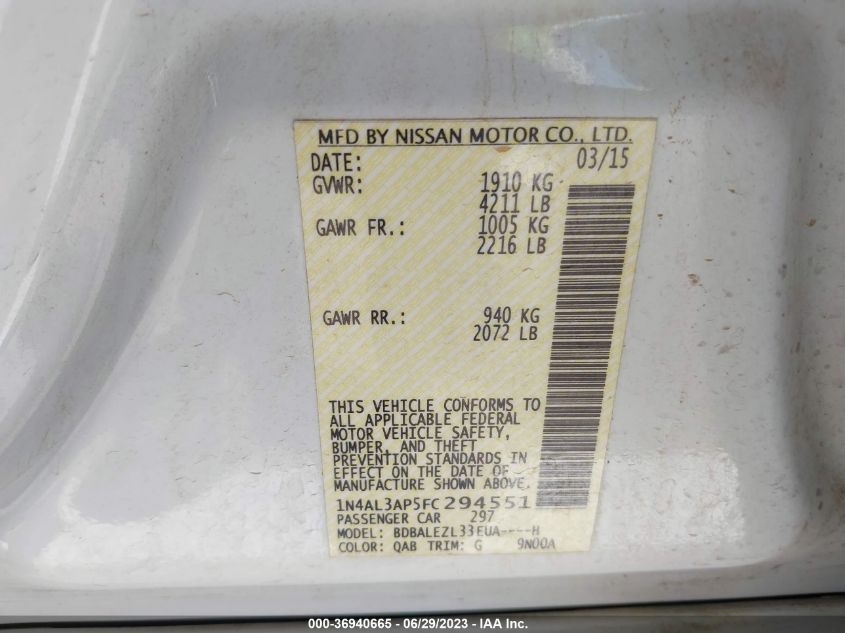 MFD BY NISSAN MOTOR CO., LTD.
DATE: 03/15
GVWR: 1910 KG
4211 LB
GAWR FR.: 1005 KG
2216 LB
GAWR RR.: 940 KG
2072 LB
THIS VEHICLE CONFORMS TO
ALL APPLICABLE FEDERAL
MOTOR VEHICLE SAFETY,
BUMPER, AND THEFT
PREVENTION STANDARDS IN
EFFECT ON THE DATE OF
MANUFACTURE SHOWN ABOVE.
1N4AL3AP5FC294551
PASSENGER CAR 297
MODEL: BDBALEZL33EUA----H
COLOR: QAB TRIM: G 9N00A
000-36940665 - 06/29/2023 - IAA Inc.